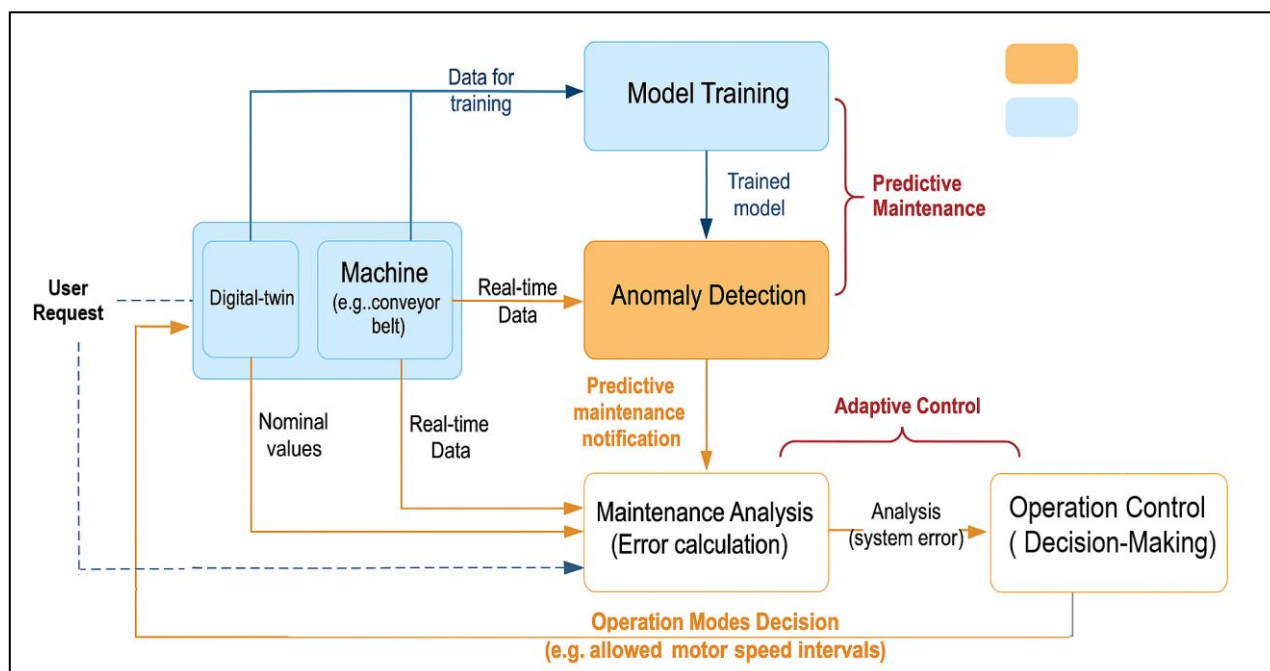 Data for
training
Model Training
Trained
model
Predictive
Maintenance
User
Request
Digital-twin
Machine
(e.g..conveyor
belt)
Real-time
Data
Anomaly Detection
Nominal
values
Real-time
Data
Predictive
maintenance
notification
Adaptive Control
Maintenance Analysis
(Error calculation)
Analysis
(system error)
Operation Control
( Decision-Making)
Operation Modes Decision
(e.g. allowed motor speed intervals)